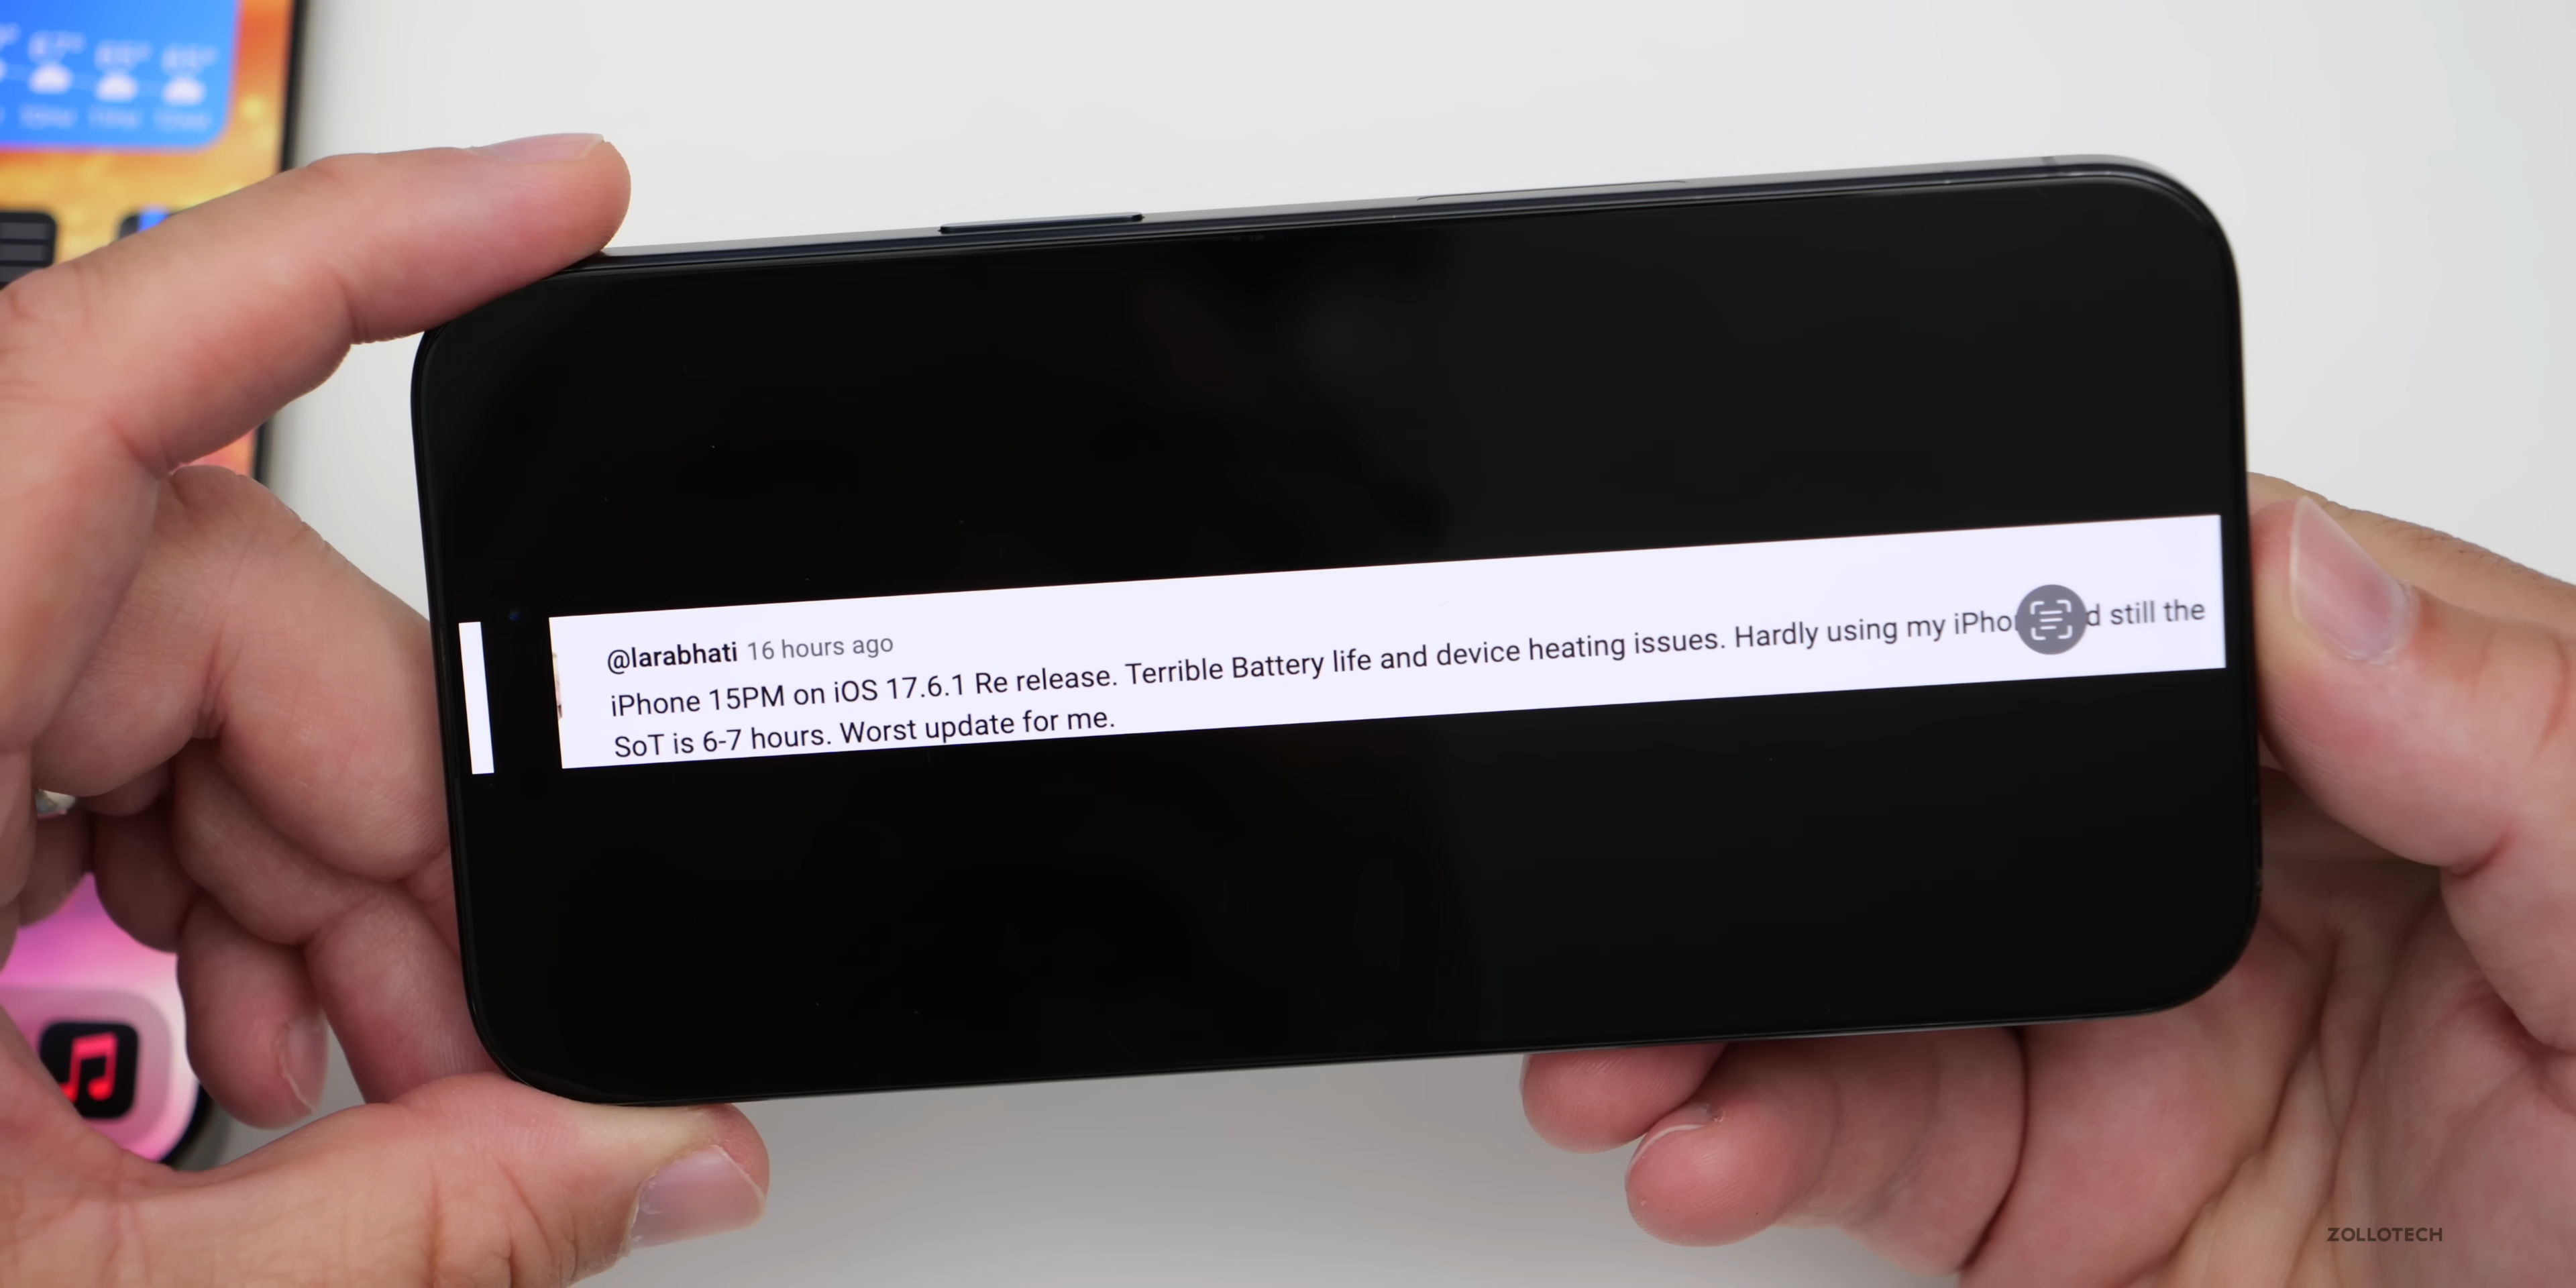 @larabhati 16 hours ago
iPhone 15PM on iOS 17.6.1 Re release. Terrible Battery life and device heating issues. Hardly using my still the
SoT is 6-7 hours. Worst update for me.
ZOLLOTECH